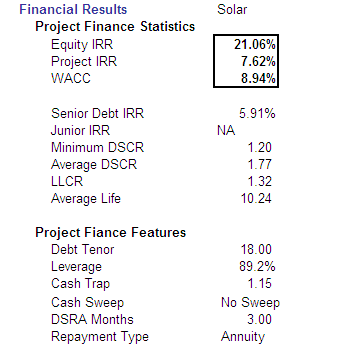 Financial Results Solar
Project Finance Statistics
Equity IRR 21.06%
Project IRR 7.62%
WACC 8.94%
Senior Debt IRR 5.91%
Junior IRR NA
Minimum DSCR 1.20
Average DSCR 1.77
LLCR 1.32
Average Life 10.24
Project Fiance Features
Debt Tenor 18.00
Leverage 89.2%
Cash Trap 1.15
Cash Sweep No Sweep
DSRA Months 3.00
Repayment Type Annuity